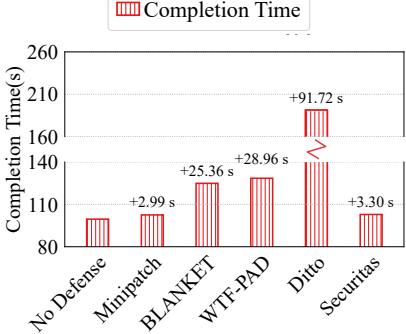 Completion Time
Completion Time(s)
260
210
160
140
110
80
+2.99 s
+25.36 s
+28.96 s
+91.72 s
+3.30 s
No Defense
Minipatch
BLANKET
WTF-PAD
Ditto
Securitas